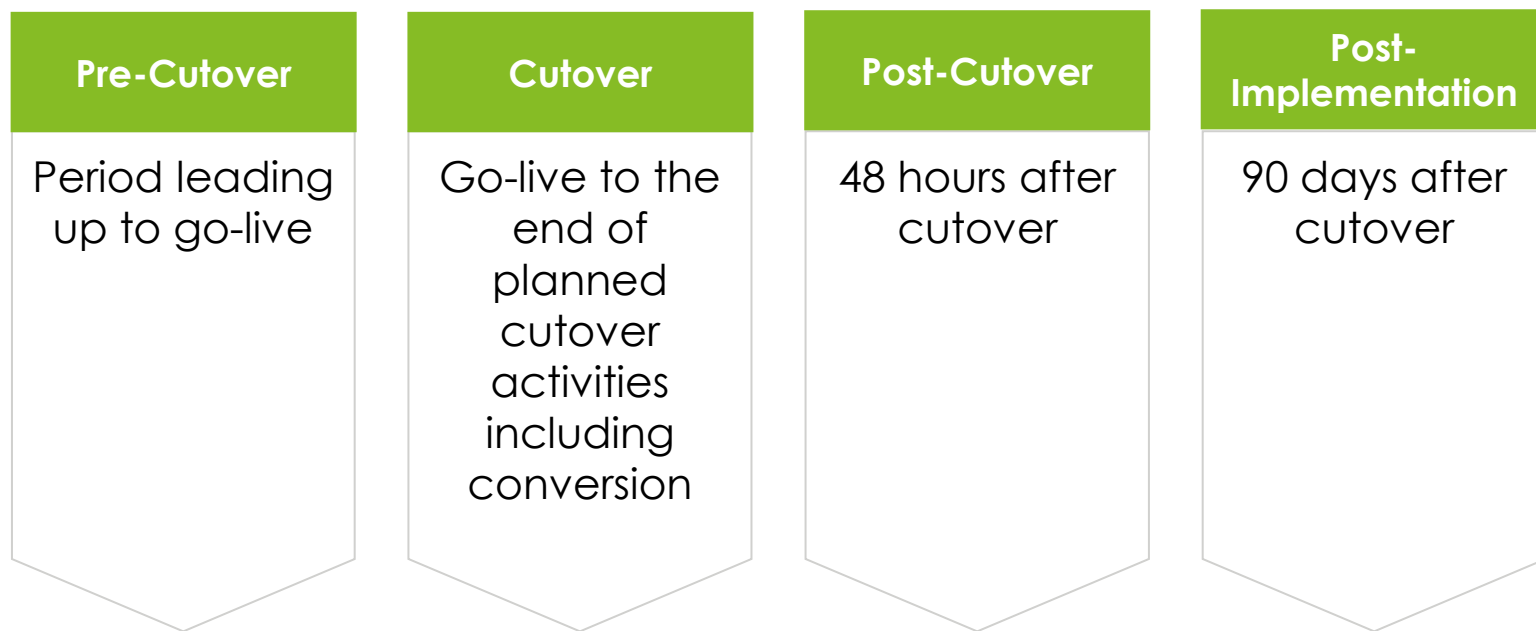 Pre-Cutover
Period leading
up to go-live
Cutover
Go-live to the
end of
planned
cutover
activities
including
conversion
Post-Cutover
48 hours after
cutover
Post-
Implementation
90 days after
cutover